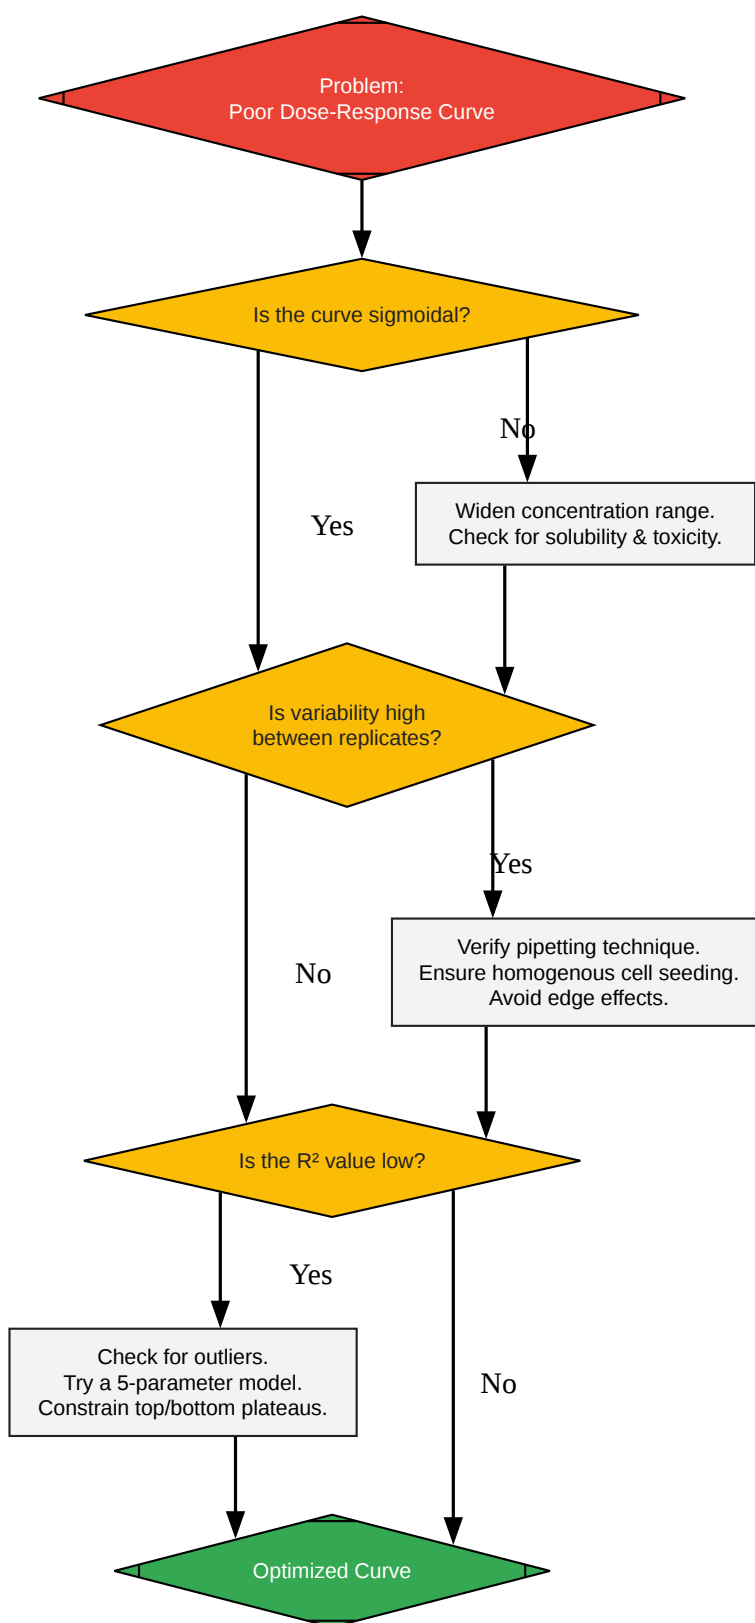 Problem:
Poor Dose-Response Curve
Is the curve sigmoidal?
No
Yes
Widen concentration range.
Check for solubility & toxicity.
Is variability high
between replicates?
Yes
No
Verify pipetting technique.
Ensure homogenous cell seeding.
Avoid edge effects.
Is the R² value low?
Yes
Check for outliers.
Try a 5-parameter model.
Constrain top/bottom plateaus.
No
Optimized Curve